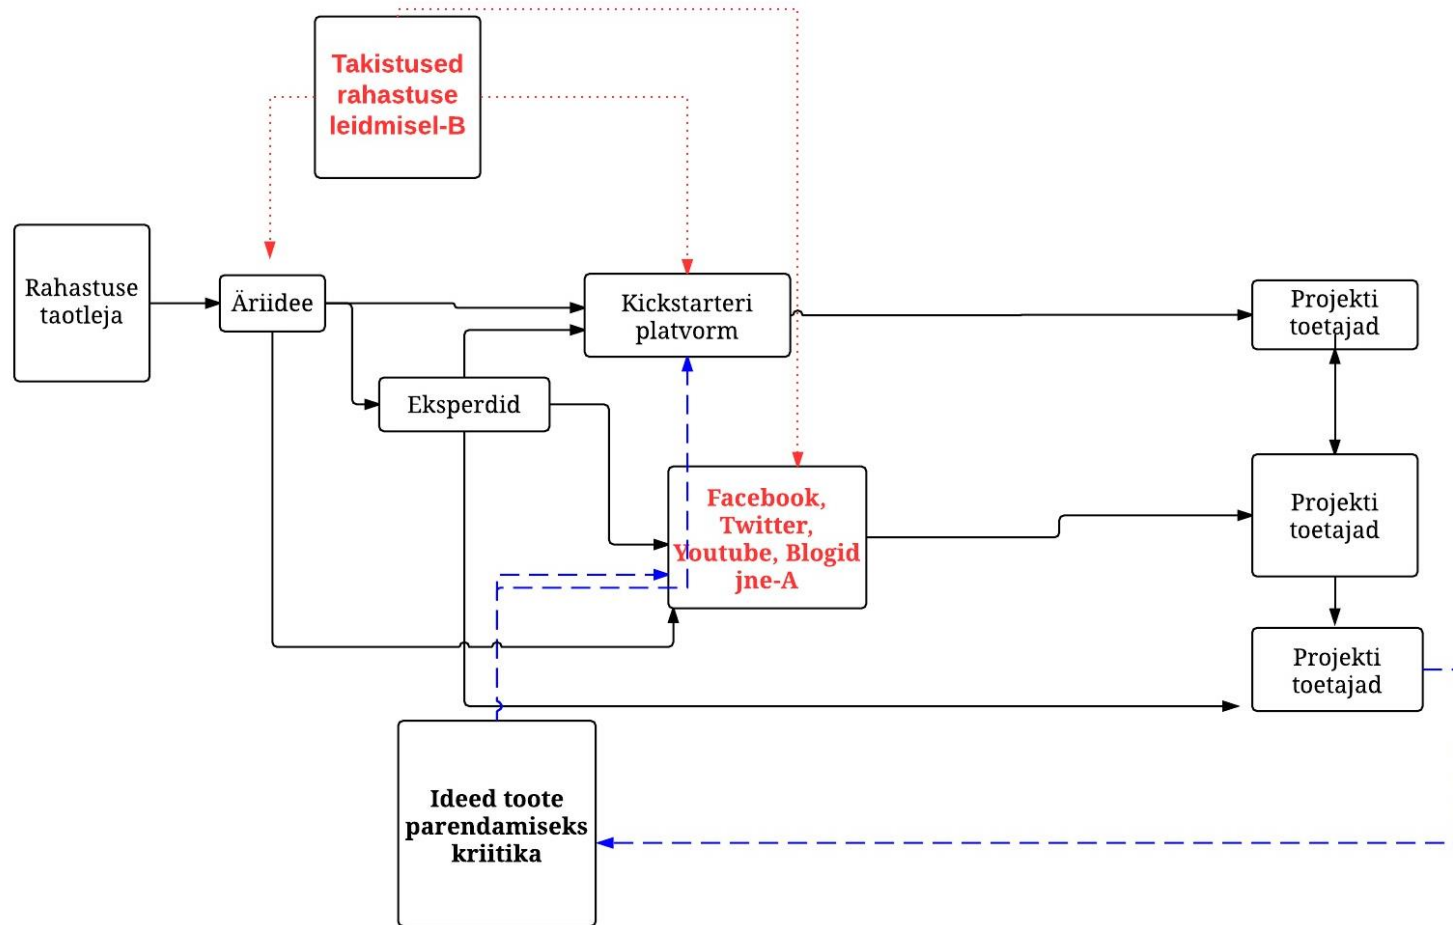 Takistused
rahastuse
leidmisel-B
Rahastuse
taotleja
Äriidee
Kickstarteri
platvorm
Projekti
toetajad
Eksperdid
Facebook,
Twitter,
Youtube, Blogid
jne-A
Projekti
toetajad
Projekti
toetajad
Ideed toote
parendamiseks
kriitika